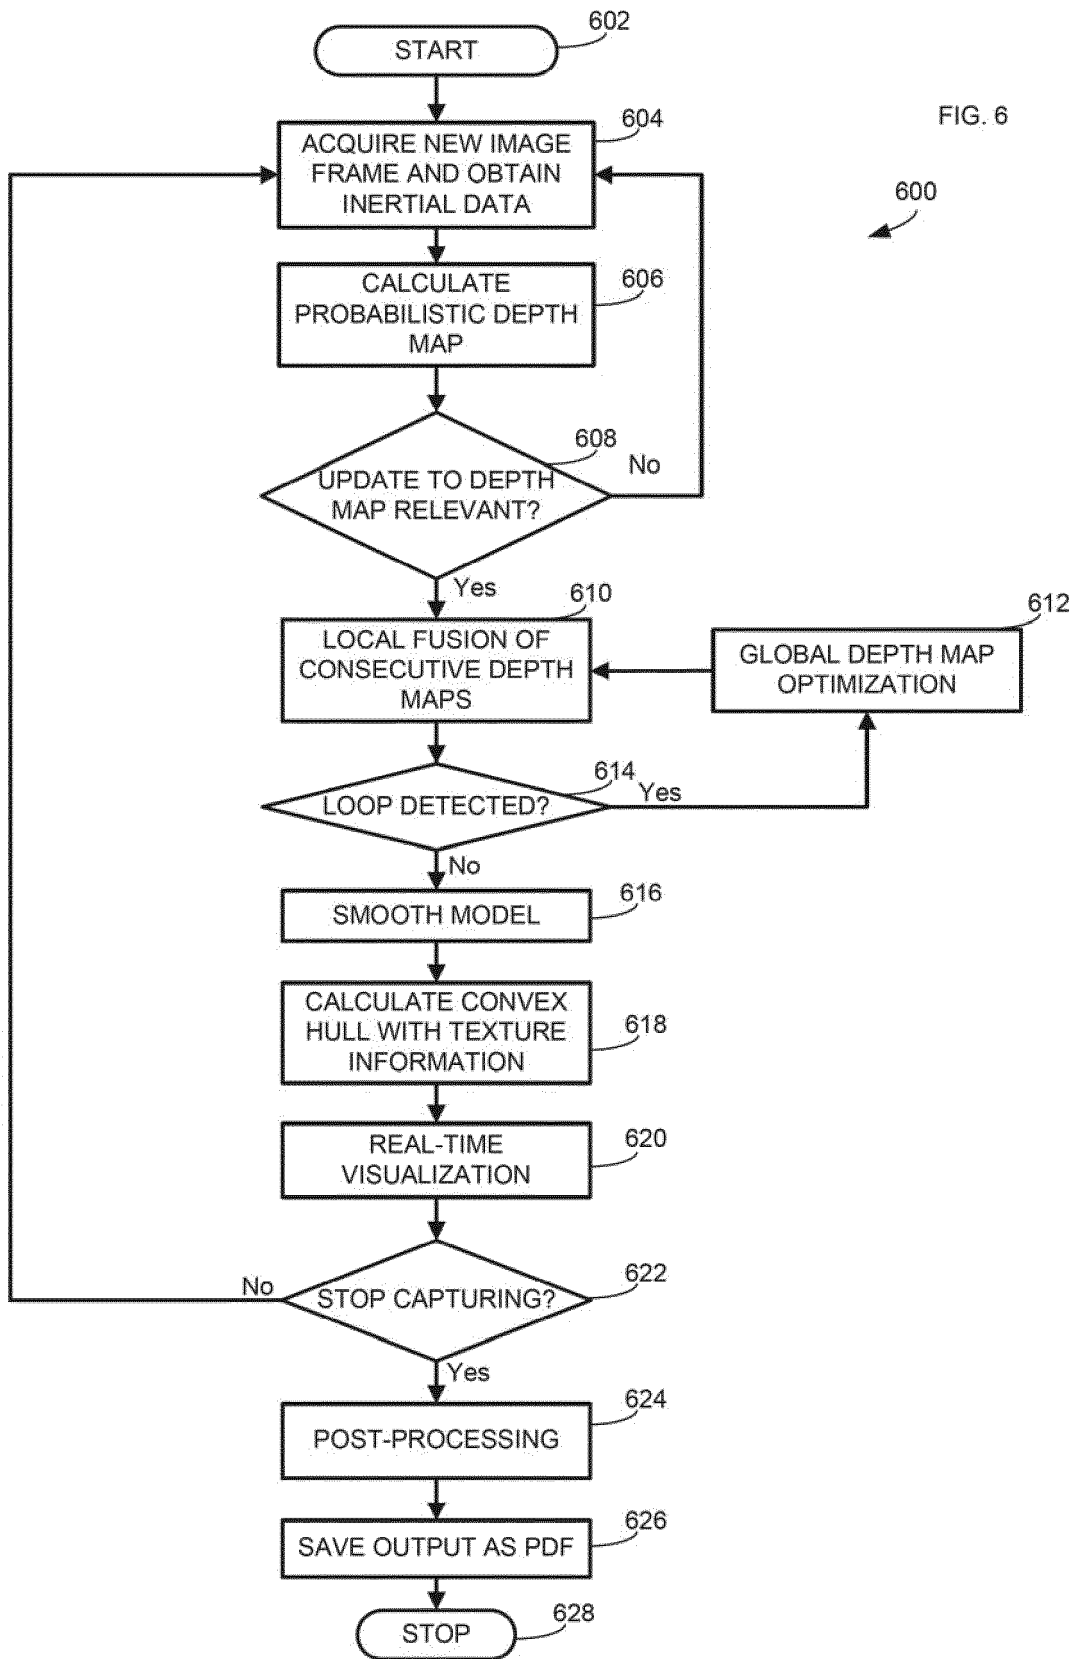 602
START
FIG. 6
604
ACQUIRE NEW IMAGE
FRAME AND OBTAIN
INERTIAL DATA
600
606
CALCULATE
PROBABILISTIC DEPTH
MAP
608
No
UPDATE TO DEPTH
MAP RELEVANT?
Yes
610
LOCAL FUSION OF
CONSECUTIVE DEPTH
MAPS
612
GLOBAL DEPTH MAP
OPTIMIZATION
614
LOOP DETECTED?
Yes
No
616
SMOOTH MODEL
CALCULATE CONVEX
HULL WITH TEXTURE
INFORMATION
618
REAL-TIME
VISUALIZATION
620
No
STOP CAPTURING?
622
Yes
624
POST-PROCESSING
626
SAVE OUTPUT AS PDF
628
STOP